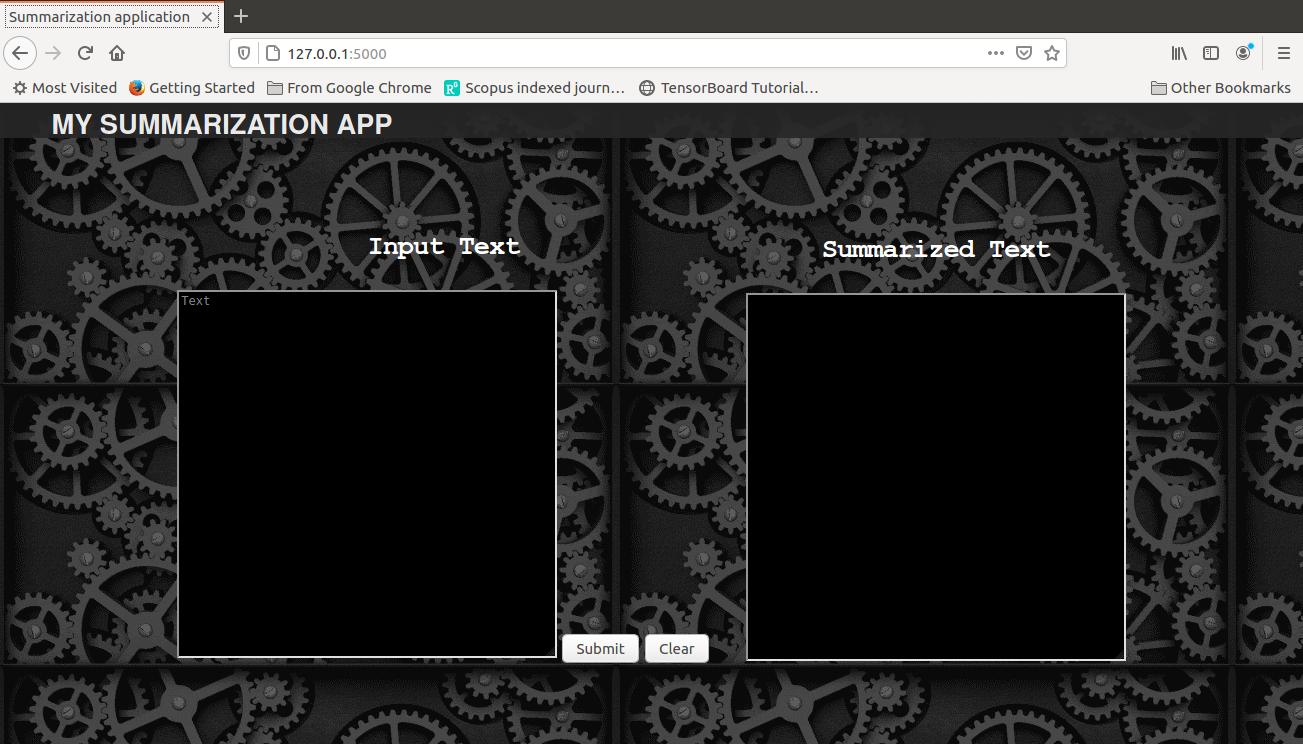 Summarization application
127.0.0.1:5000
Most Visited Getting Started From Google Chrome Scopus indexed journ… TensorBoard Tutorial… Other Bookmarks
MY SUMMARIZATION APP
Input Text
Summarized Text
Text
Submit Clear